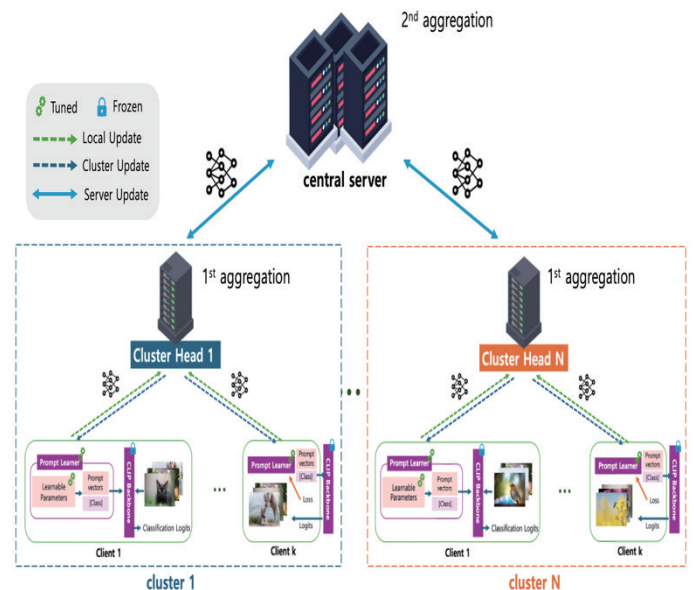 2nd aggregation
Tuned
Frozen
Local Update
Cluster Update
Server Update
central server
1st aggregation
Cluster Head 1
1st aggregation
Cluster Head N
Prompt Learner
Learnable
Parameters
Prompt
vectors
[Class]
CLIP Backbone
Classification Logits
Client 1
...
Prompt Learner
Prompt
vectors
[Class]
Loss
Logits
CLIP Backbone
Client k
cluster 1
...
Prompt Learner
Learnable
Parameters
Prompt
vectors
[Class]
CLIP Backbone
Classification Logits
Client 1
...
Prompt Learner
Prompt
vectors
[Class]
Loss
Logits
CLIP Backbone
Client k
cluster N